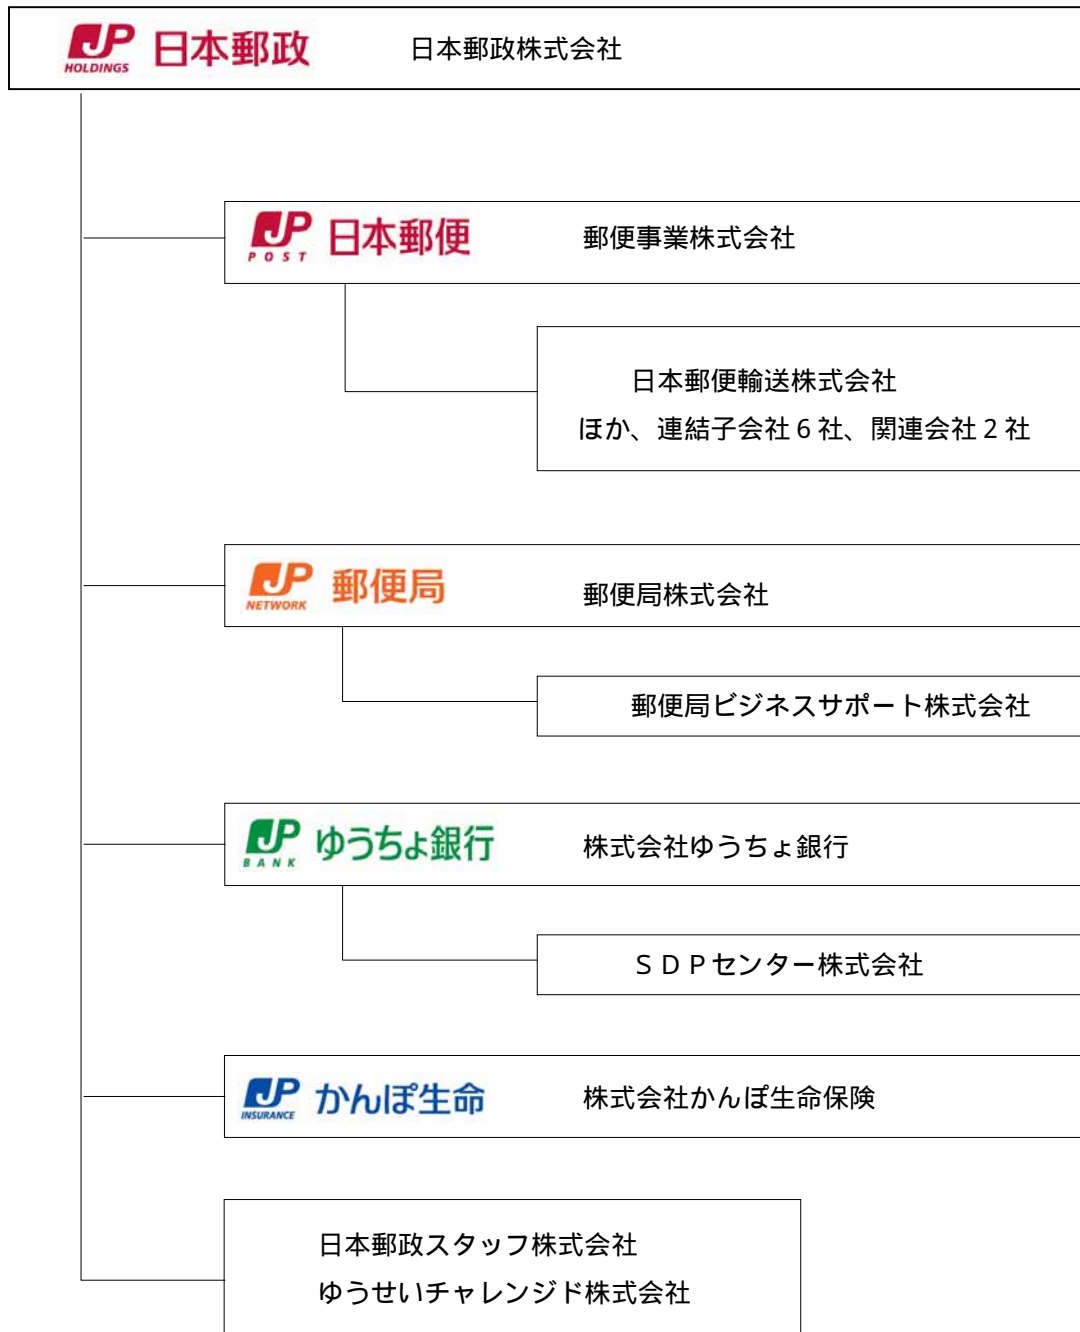 JP HOLDINGS 日本郵政 日本郵政株式会社
JP POST 日本郵便 郵便事業株式会社
日本郵便輸送株式会社
ほか、連結子会社６社、関連会社２社
JP NETWORK 郵便局 郵便局株式会社
郵便局ビジネスサポート株式会社
JP BANK ゆうちょ銀行 株式会社ゆうちょ銀行
ＳＤＰセンター株式会社
JP INSURANCE かんぽ生命 株式会社かんぽ生命保険
日本郵政スタッフ株式会社
ゆうせいチャレンジド株式会社